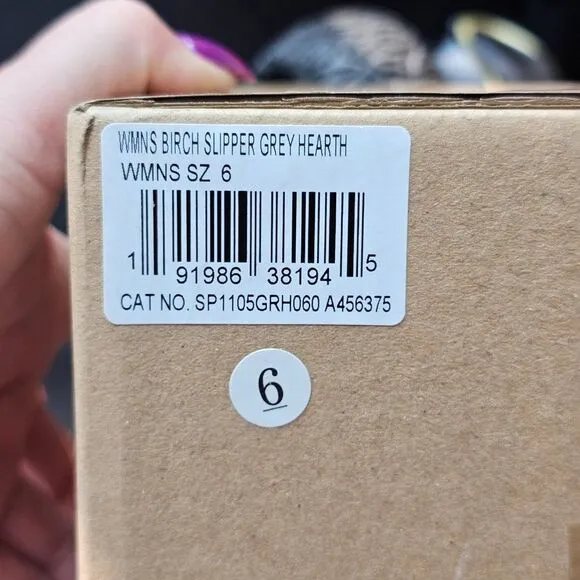 WMNS BIRCH SLIPPER GREY HEARTH
WMNS SZ 6
1 91986 38194 5
CAT NO. SP1105GRH060 A456375
6